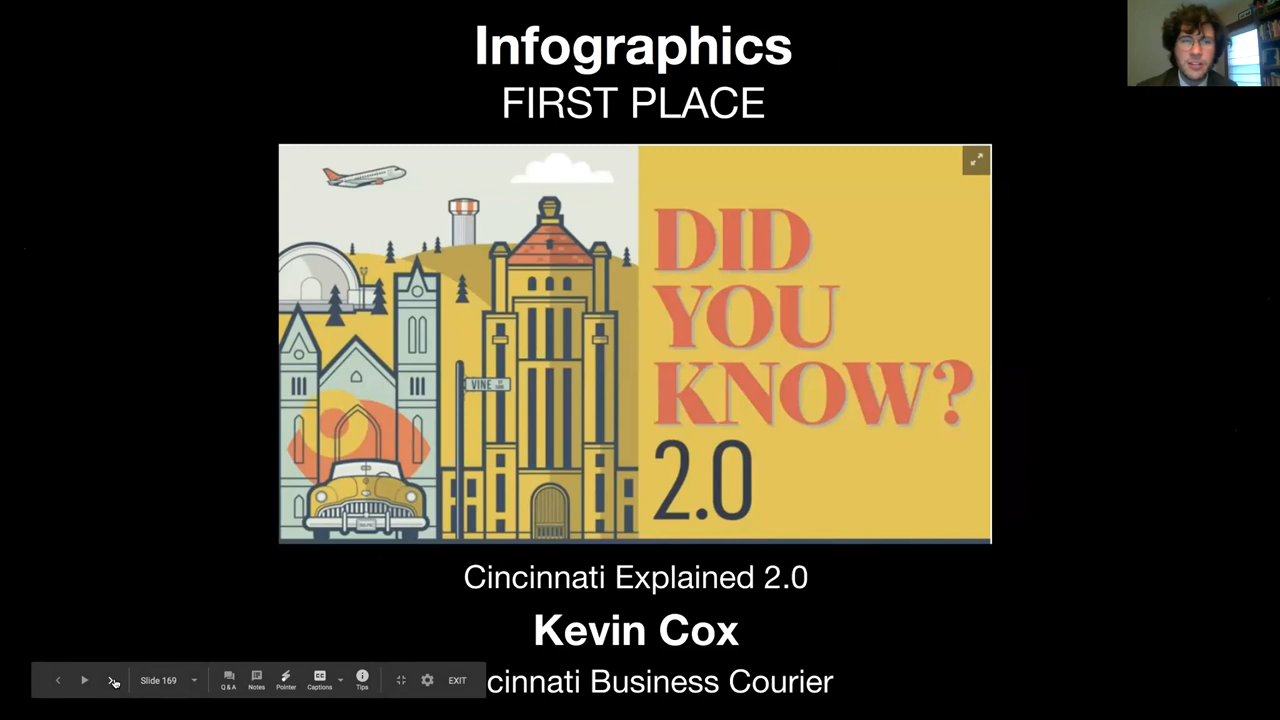 Infographics
FIRST PLACE
DID
YOU
KNOW?
2.0
VINE ST
Cincinnati Explained 2.0
Kevin Cox
cinnati Business Courier
Slide 169
Q & A
Notes
Pointer
Captions
Tips
EXIT